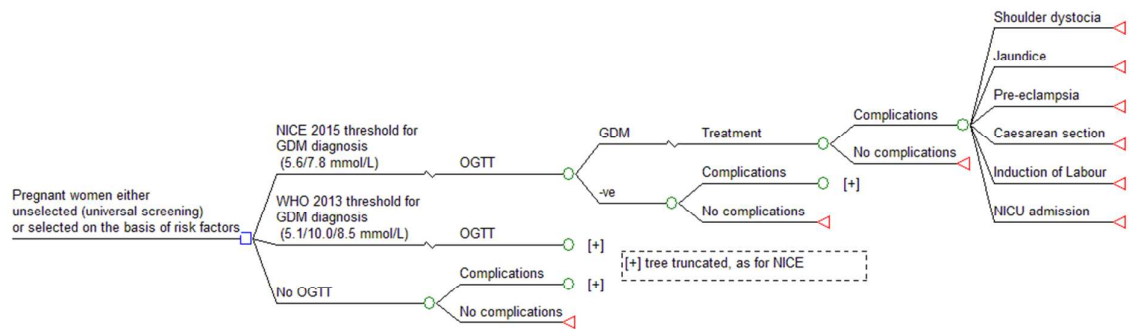 Pregnant women either
unselected (universal screening)
or selected on the basis of risk factors
NICE 2015 threshold for
GDM diagnosis
(5.6/7.8 mmol/L)
OGTT
GDM
Treatment
Complications
Shoulder dystocia
Jaundice
Pre-eclampsia
Caesarean section
Induction of Labour
NICU admission
No complications
-ve
Complications
[+]
No complications
WHO 2013 threshold for
GDM diagnosis
(5.1/10.0/8.5 mmol/L)
OGTT
[+]
[+] tree truncated, as for NICE
No OGTT
Complications
[+]
No complications